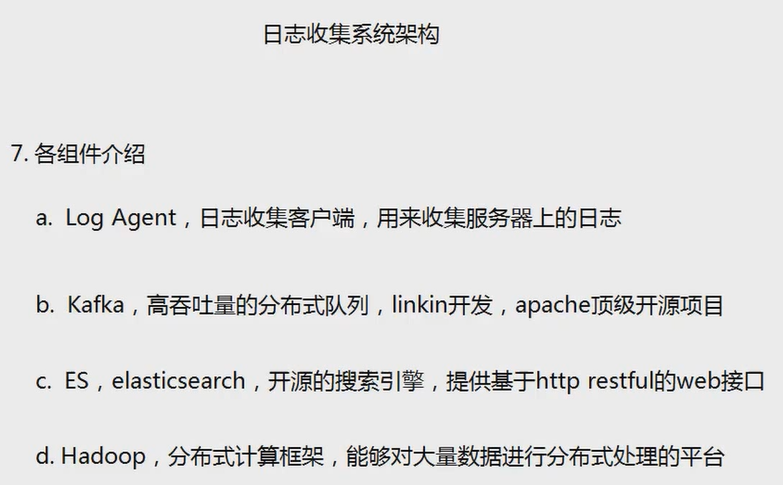 日志收集系统架构
7. 各组件介绍
a. Log Agent，日志收集客户端，用来收集服务器上的日志
b. Kafka，高吞吐量的分布式队列，linkin开发，apache顶级开源项目
c. ES，elasticsearch，开源的搜索引擎，提供基于http restful的web接口
d. Hadoop，分布式计算框架，能够对大量数据进行分布式处理的平台